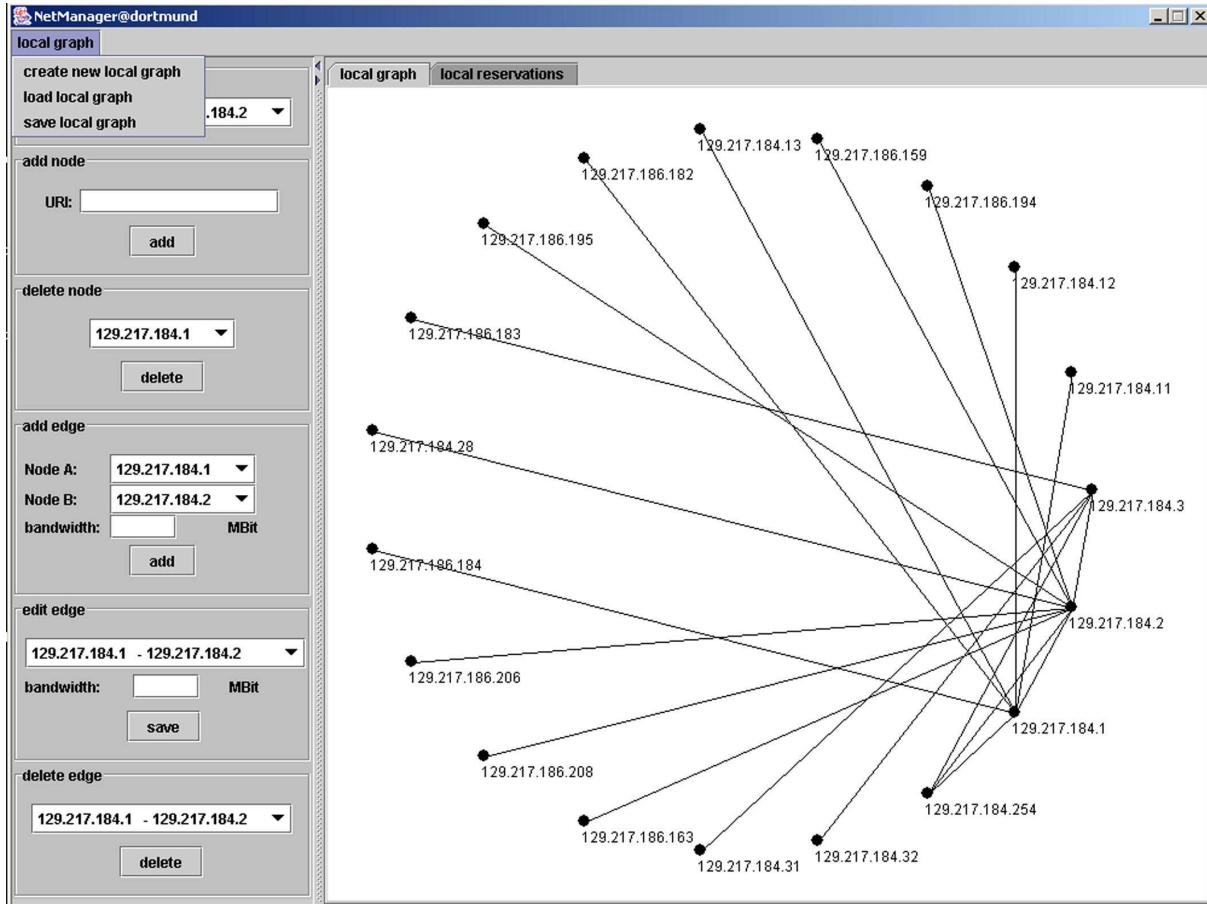 NetManager@dortmund
local graph
create new local graph
load local graph
save local graph
.184.2
add node
URI:
add
delete node
129.217.184.1
delete
add edge
Node A: 129.217.184.1
Node B: 129.217.184.2
bandwidth: MBit
add
edit edge
129.217.184.1 - 129.217.184.2
bandwidth: MBit
save
delete edge
129.217.184.1 - 129.217.184.2
delete
local graph local reservations
129.217.184.13
129.217.186.159
129.217.186.182
129.217.186.194
129.217.186.195
129.217.184.12
129.217.186.183
129.217.184.11
129.217.184.28
129.217.184.3
129.217.186.184
129.217.184.2
129.217.186.206
129.217.184.1
129.217.186.208
129.217.184.254
129.217.186.163
129.217.184.32
129.217.184.31